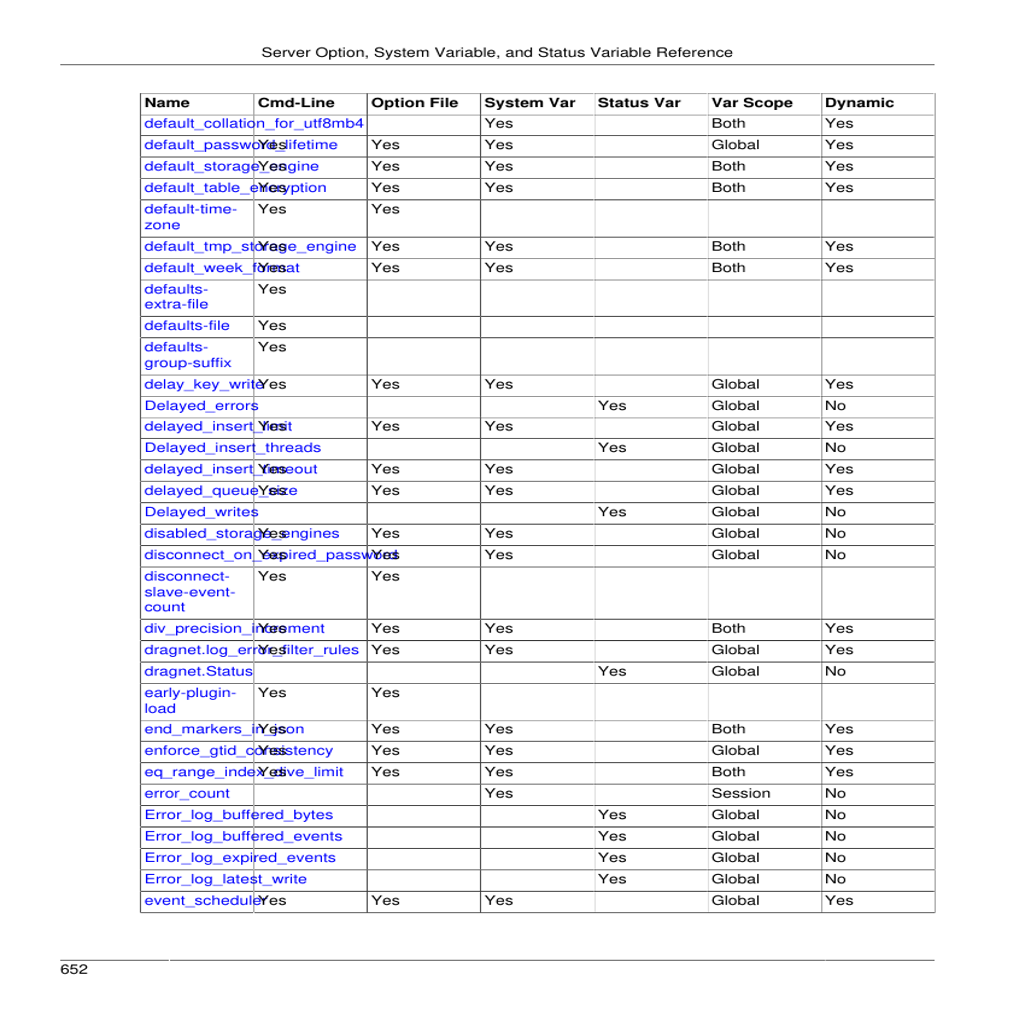 Server Option, System Variable, and Status Variable Reference
Name Cmd-Line Option File System Var Status Var Var Scope Dynamic
default_collation_for_utf8mb4 Yes Both Yes
default_password_lifetime Yes Yes Yes Global Yes
default_storage_engine Yes Yes Yes Both Yes
default_table_encryption Yes Yes Yes Both Yes
default-time- Yes Yes
zone
default_tmp_storage_engine Yes Yes Yes Both Yes
default_week_format Yes Yes Yes Both Yes
defaults- Yes
extra-file
defaults-file Yes
defaults- Yes
group-suffix
delay_key_write Yes Yes Yes Global Yes
Delayed_errors Yes Global No
delayed_insert_limit Yes Yes Yes Global Yes
Delayed_insert_threads Yes Global No
delayed_insert_timeout Yes Yes Yes Global Yes
delayed_queue_size Yes Yes Yes Global Yes
Delayed_writes Yes Global No
disabled_storage_engines Yes Yes Yes Global No
disconnect_on_expired_password Yes Yes Yes Global No
disconnect- Yes Yes
slave-event-
count
div_precision_increment Yes Yes Yes Both Yes
dragnet.log_error_filter_rules Yes Yes Yes Global Yes
dragnet.Status Yes Global No
early-plugin- Yes Yes
load
end_markers_in_json Yes Yes Yes Both Yes
enforce_gtid_consistency Yes Yes Yes Global Yes
eq_range_index_dive_limit Yes Yes Yes Both Yes
error_count Yes Session No
Error_log_buffered_bytes Yes Global No
Error_log_buffered_events Yes Global No
Error_log_expired_events Yes Global No
Error_log_latest_write Yes Global No
event_scheduler Yes Yes Yes Global Yes
652